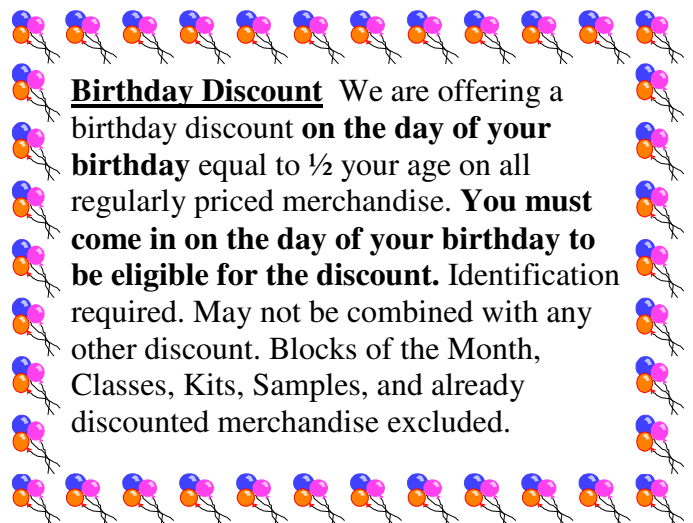 Birthday Discount  We are offering a
birthday discount on the day of your
birthday equal to ½ your age on all
regularly priced merchandise. You must
come in on the day of your birthday to
be eligible for the discount. Identification
required. May not be combined with any
other discount. Blocks of the Month,
Classes, Kits, Samples, and already
discounted merchandise excluded.